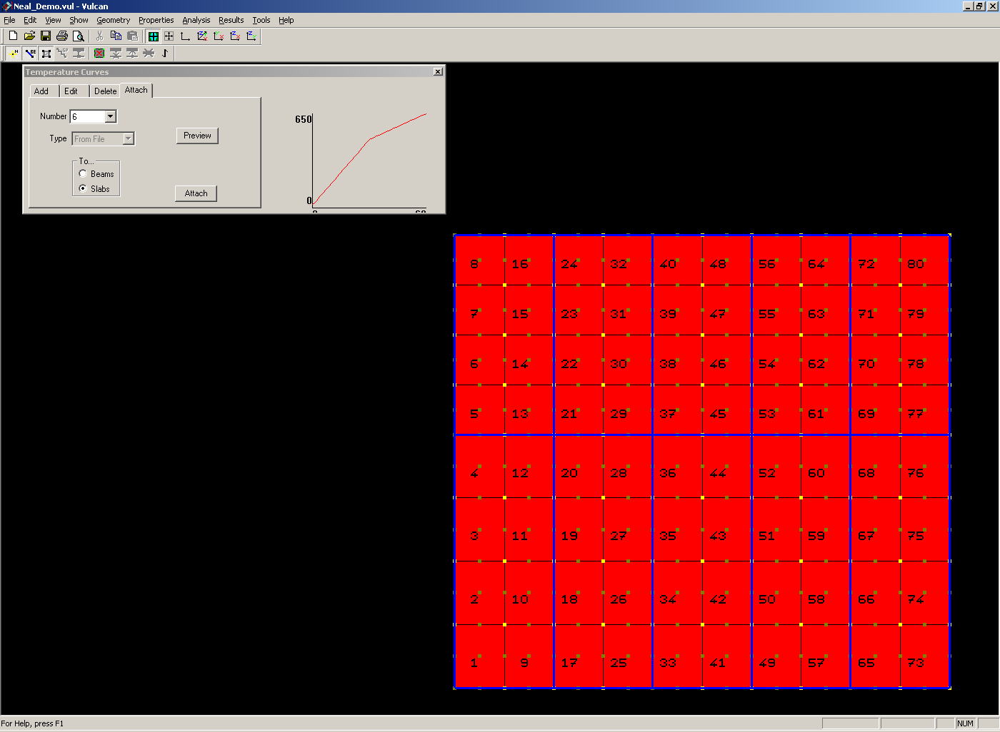 Neal_Demo.vul - Vulcan
File Edit View Show Geometry Properties Analysis Results Tools Help
Temperature Curves
Add Edit Delete Attach
Number 6
Type From File
Preview
To...
Beams
Slabs
Attach
650
0
8 16 24 32 40 48 56 64 72 80
7 15 23 31 39 47 55 63 71 79
6 14 22 30 38 46 54 62 70 78
5 13 21 29 37 45 53 61 69 77
4 12 20 28 36 44 52 60 68 76
3 11 19 27 35 43 51 59 67 75
2 10 18 26 34 42 50 58 66 74
1 9 17 25 33 41 49 57 65 73
For Help, press F1
NUM